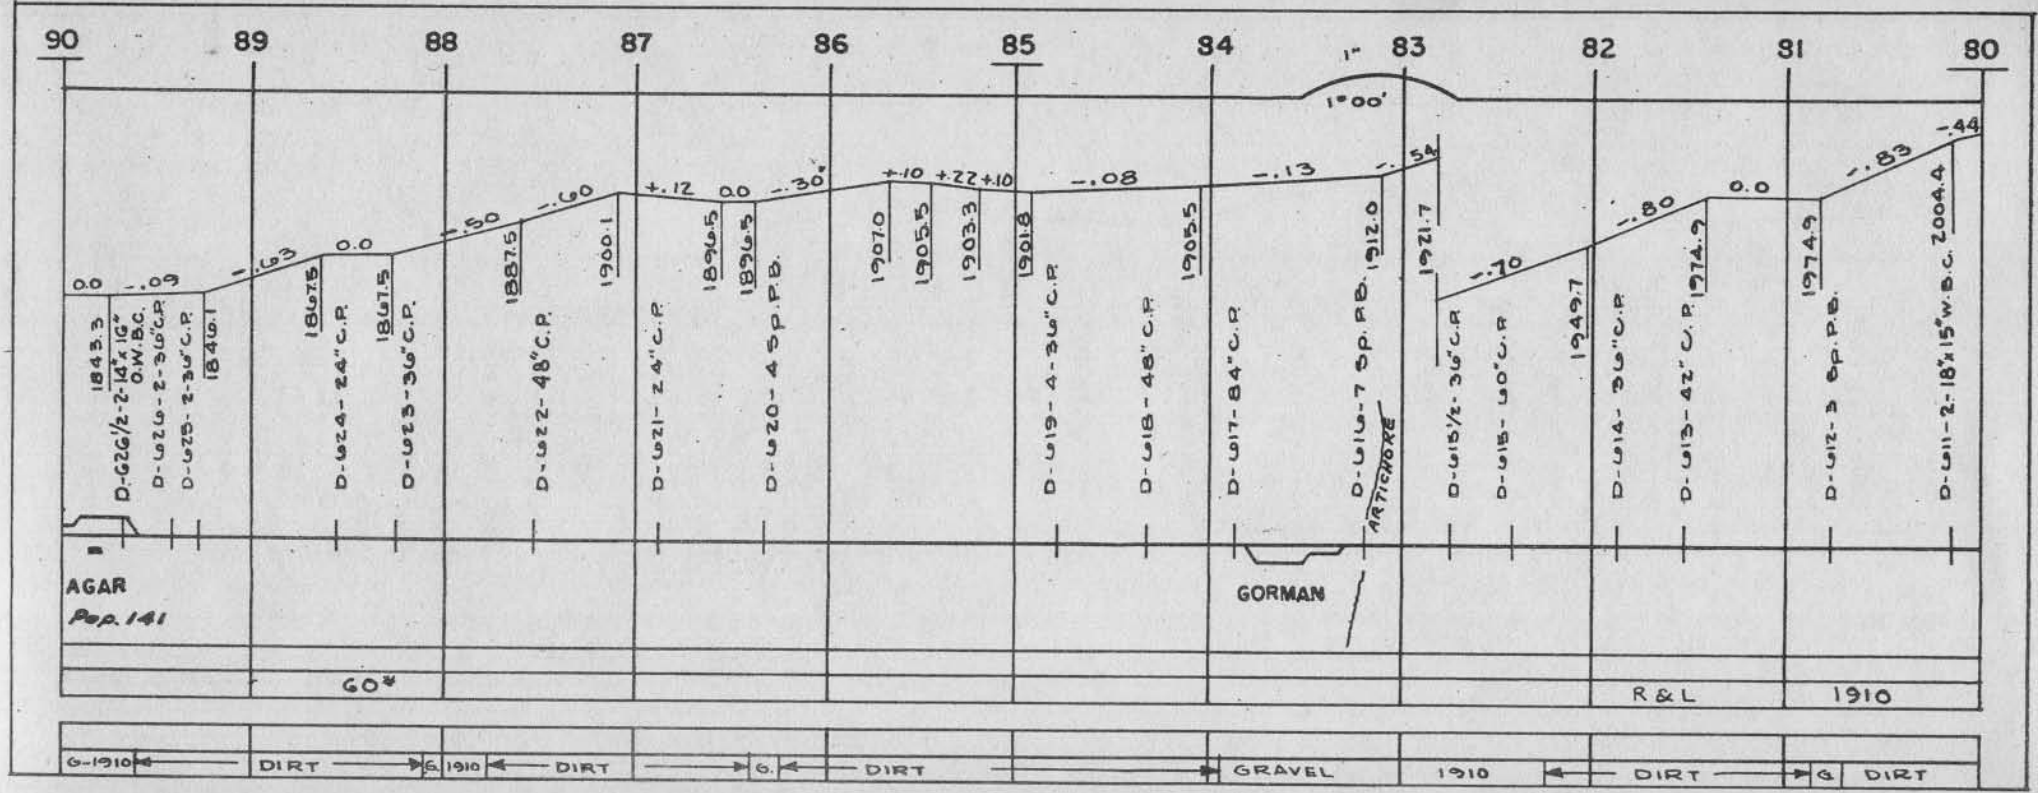 90 89 88 87 86 85 84 83 82 81 80
1°
1°00'
0.0 -.09 -.63 0.0 -.50 -.60 +.12 0.0 -.30 +.10 +.22 +.10 -.08 -.13 -.54 -.70 -.80 0.0 -.83 -.44
1843.3
1846.1
1867.5
1867.5
1887.5
1900.1
1896.5
1896.5
1907.0
1905.5
1903.3
1901.8
1905.5
1912.0
1921.7
1949.7
1974.9
1974.9
2004.4
D-626 1/2-2-14"x16"
O.W.B.C.
D-626-2-36"C.P.
D-625-2-36"C.P.
D-624-24"C.P.
D-623-36"C.P.
D-622-48"C.P.
D-621-24"C.P.
D-620-4 Sp.P.B.
D-619-4-36"C.P.
D-618-48"C.P.
D-617-84"C.P.
D-616-7 Sp.P.B.
ARTICHOKE
D-615 1/2-36"C.P.
D-615-60"C.P.
D-614-36"C.P.
D-613-42"C.P.
D-612-3 Sp.P.B.
D-611-2-18"x15"W.B.C.
AGAR
Pop. 141
GORMAN
60# R & L 1910
G-1910 DIRT G 1910 DIRT G. DIRT GRAVEL 1910 DIRT G DIRT